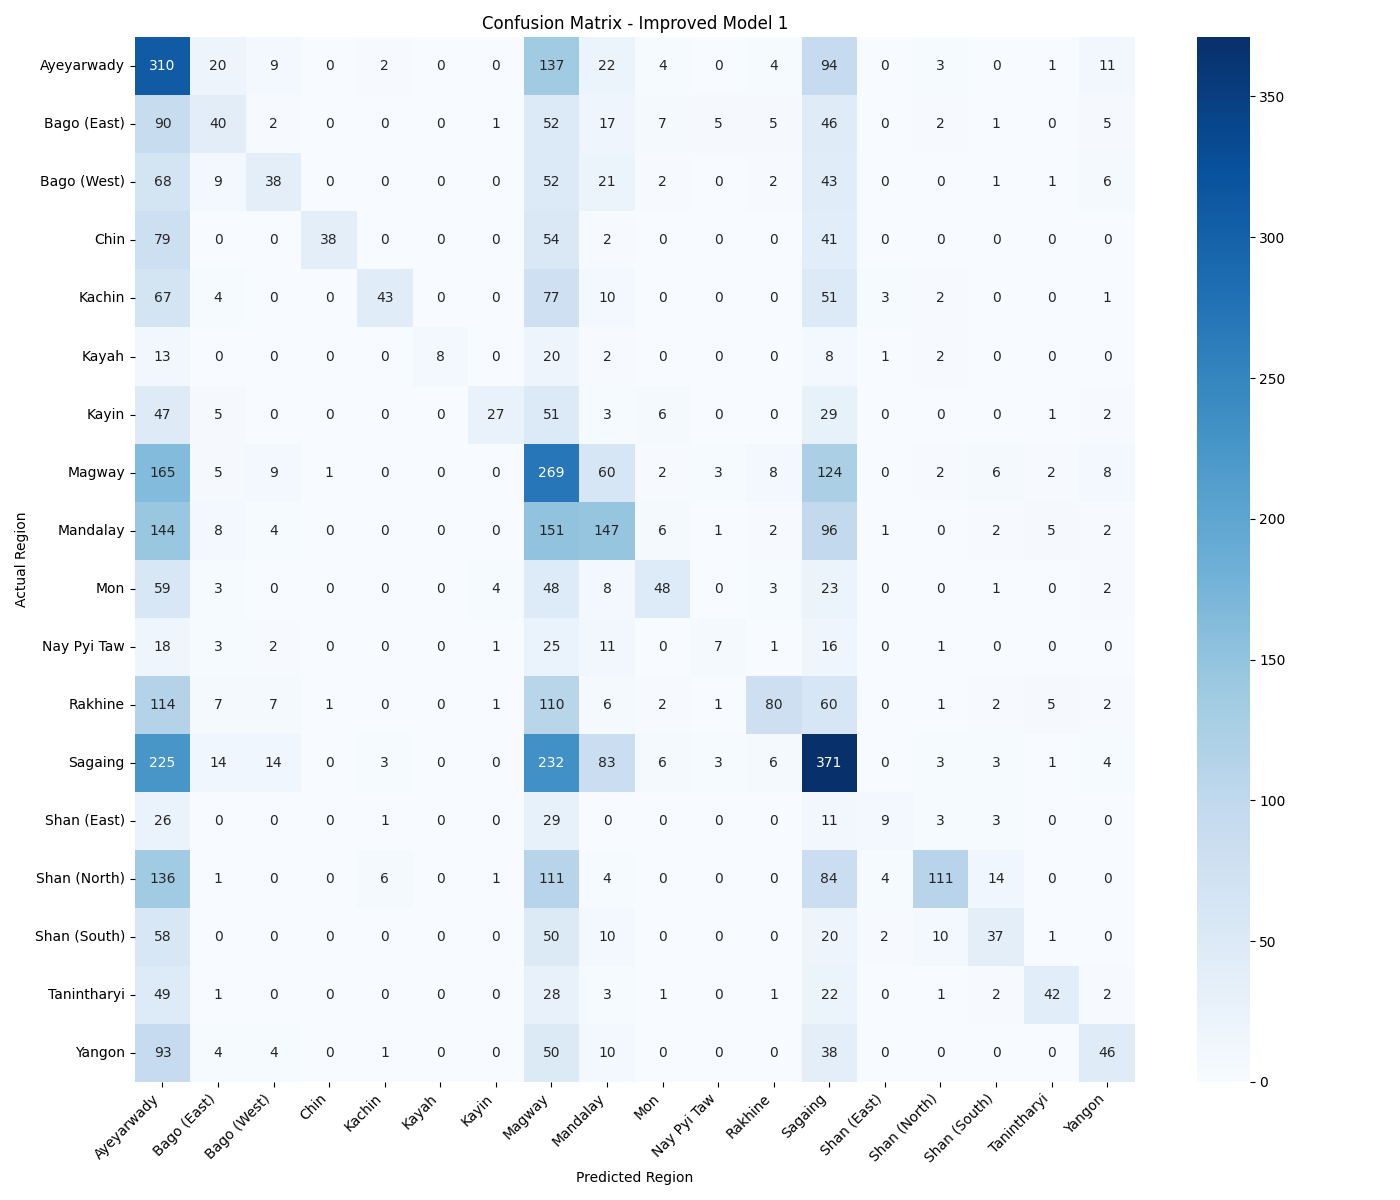 Confusion Matrix - Improved Model 1
Ayeyarwady 310 20 9 0 2 0 0 137 22 4 0 4 94 0 3 0 1 11
Bago (East) 90 40 2 0 0 0 1 52 17 7 5 5 46 0 2 1 0 5
Bago (West) 68 9 38 0 0 0 0 52 21 2 0 2 43 0 0 1 1 6
Chin 79 0 0 38 0 0 0 54 2 0 0 0 41 0 0 0 0 0
Kachin 67 4 0 0 43 0 0 77 10 0 0 0 51 3 2 0 0 1
Kayah 13 0 0 0 0 8 0 20 2 0 0 0 8 1 2 0 0 0
Kayin 47 5 0 0 0 0 27 51 3 6 0 0 29 0 0 0 1 2
Magway 165 5 9 1 0 0 0 269 60 2 3 8 124 0 2 6 2 8
Mandalay 144 8 4 0 0 0 0 151 147 6 1 2 96 1 0 2 5 2
Mon 59 3 0 0 0 0 4 48 8 48 0 3 23 0 0 1 0 2
Nay Pyi Taw 18 3 2 0 0 0 1 25 11 0 7 1 16 0 1 0 0 0
Rakhine 114 7 7 1 0 0 1 110 6 2 1 80 60 0 1 2 5 2
Sagaing 225 14 14 0 3 0 0 232 83 6 3 6 371 0 3 3 1 4
Shan (East) 26 0 0 0 1 0 0 29 0 0 0 0 11 9 3 3 0 0
Shan (North) 136 1 0 0 6 0 1 111 4 0 0 0 84 4 111 14 0 0
Shan (South) 58 0 0 0 0 0 0 50 10 0 0 0 20 2 10 37 1 0
Tanintharyi 49 1 0 0 0 0 0 28 3 1 0 1 22 0 1 2 42 2
Yangon 93 4 4 0 1 0 0 50 10 0 0 0 38 0 0 0 0 46
Ayeyarwady
Bago (East)
Bago (West)
Chin
Kachin
Kayah
Kayin
Magway
Mandalay
Mon
Nay Pyi Taw
Rakhine
Sagaing
Shan (East)
Shan (North)
Shan (South)
Tanintharyi
Yangon
Predicted Region
Actual Region
350
300
250
200
150
100
50
0